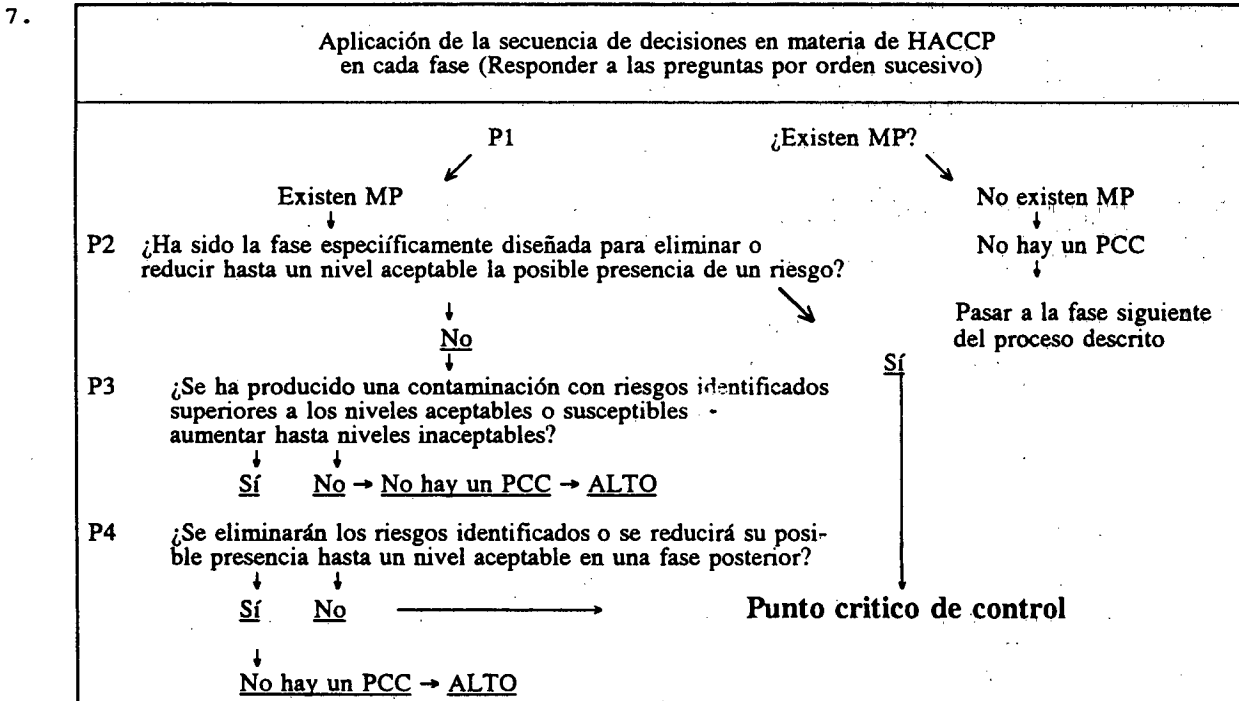 7.
Aplicación de la secuencia de decisiones en materia de HACCP
en cada fase (Responder a las preguntas por orden sucesivo)
P1 ¿Existen MP?
Existen MP No existen MP
↓ ↓
P2 ¿Ha sido la fase especiíficamente diseñada para eliminar o No hay un PCC
reducir hasta un nivel aceptable la posible presencia de un riesgo?
↓ Pasar a la fase siguiente
No del proceso descrito
↓ Sí
P3 ¿Se ha producido una contaminación con riesgos identificados
superiores a los niveles aceptables o susceptibles -
aumentar hasta niveles inaceptables?
↓ ↓
Sí No → No hay un PCC → ALTO
P4 ¿Se eliminarán los riesgos identificados o se reducirá su posi-
ble presencia hasta un nivel aceptable en una fase posterior?
↓ ↓
Sí No → Punto critico de control
↓
No hay un PCC → ALTO